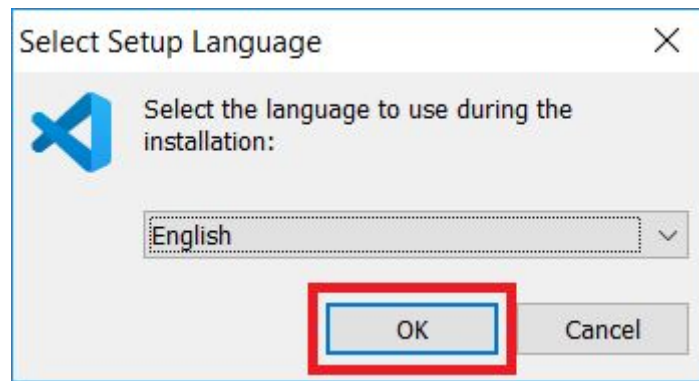 Select Setup Language
Select the language to use during the
installation:
English
OK
Cancel